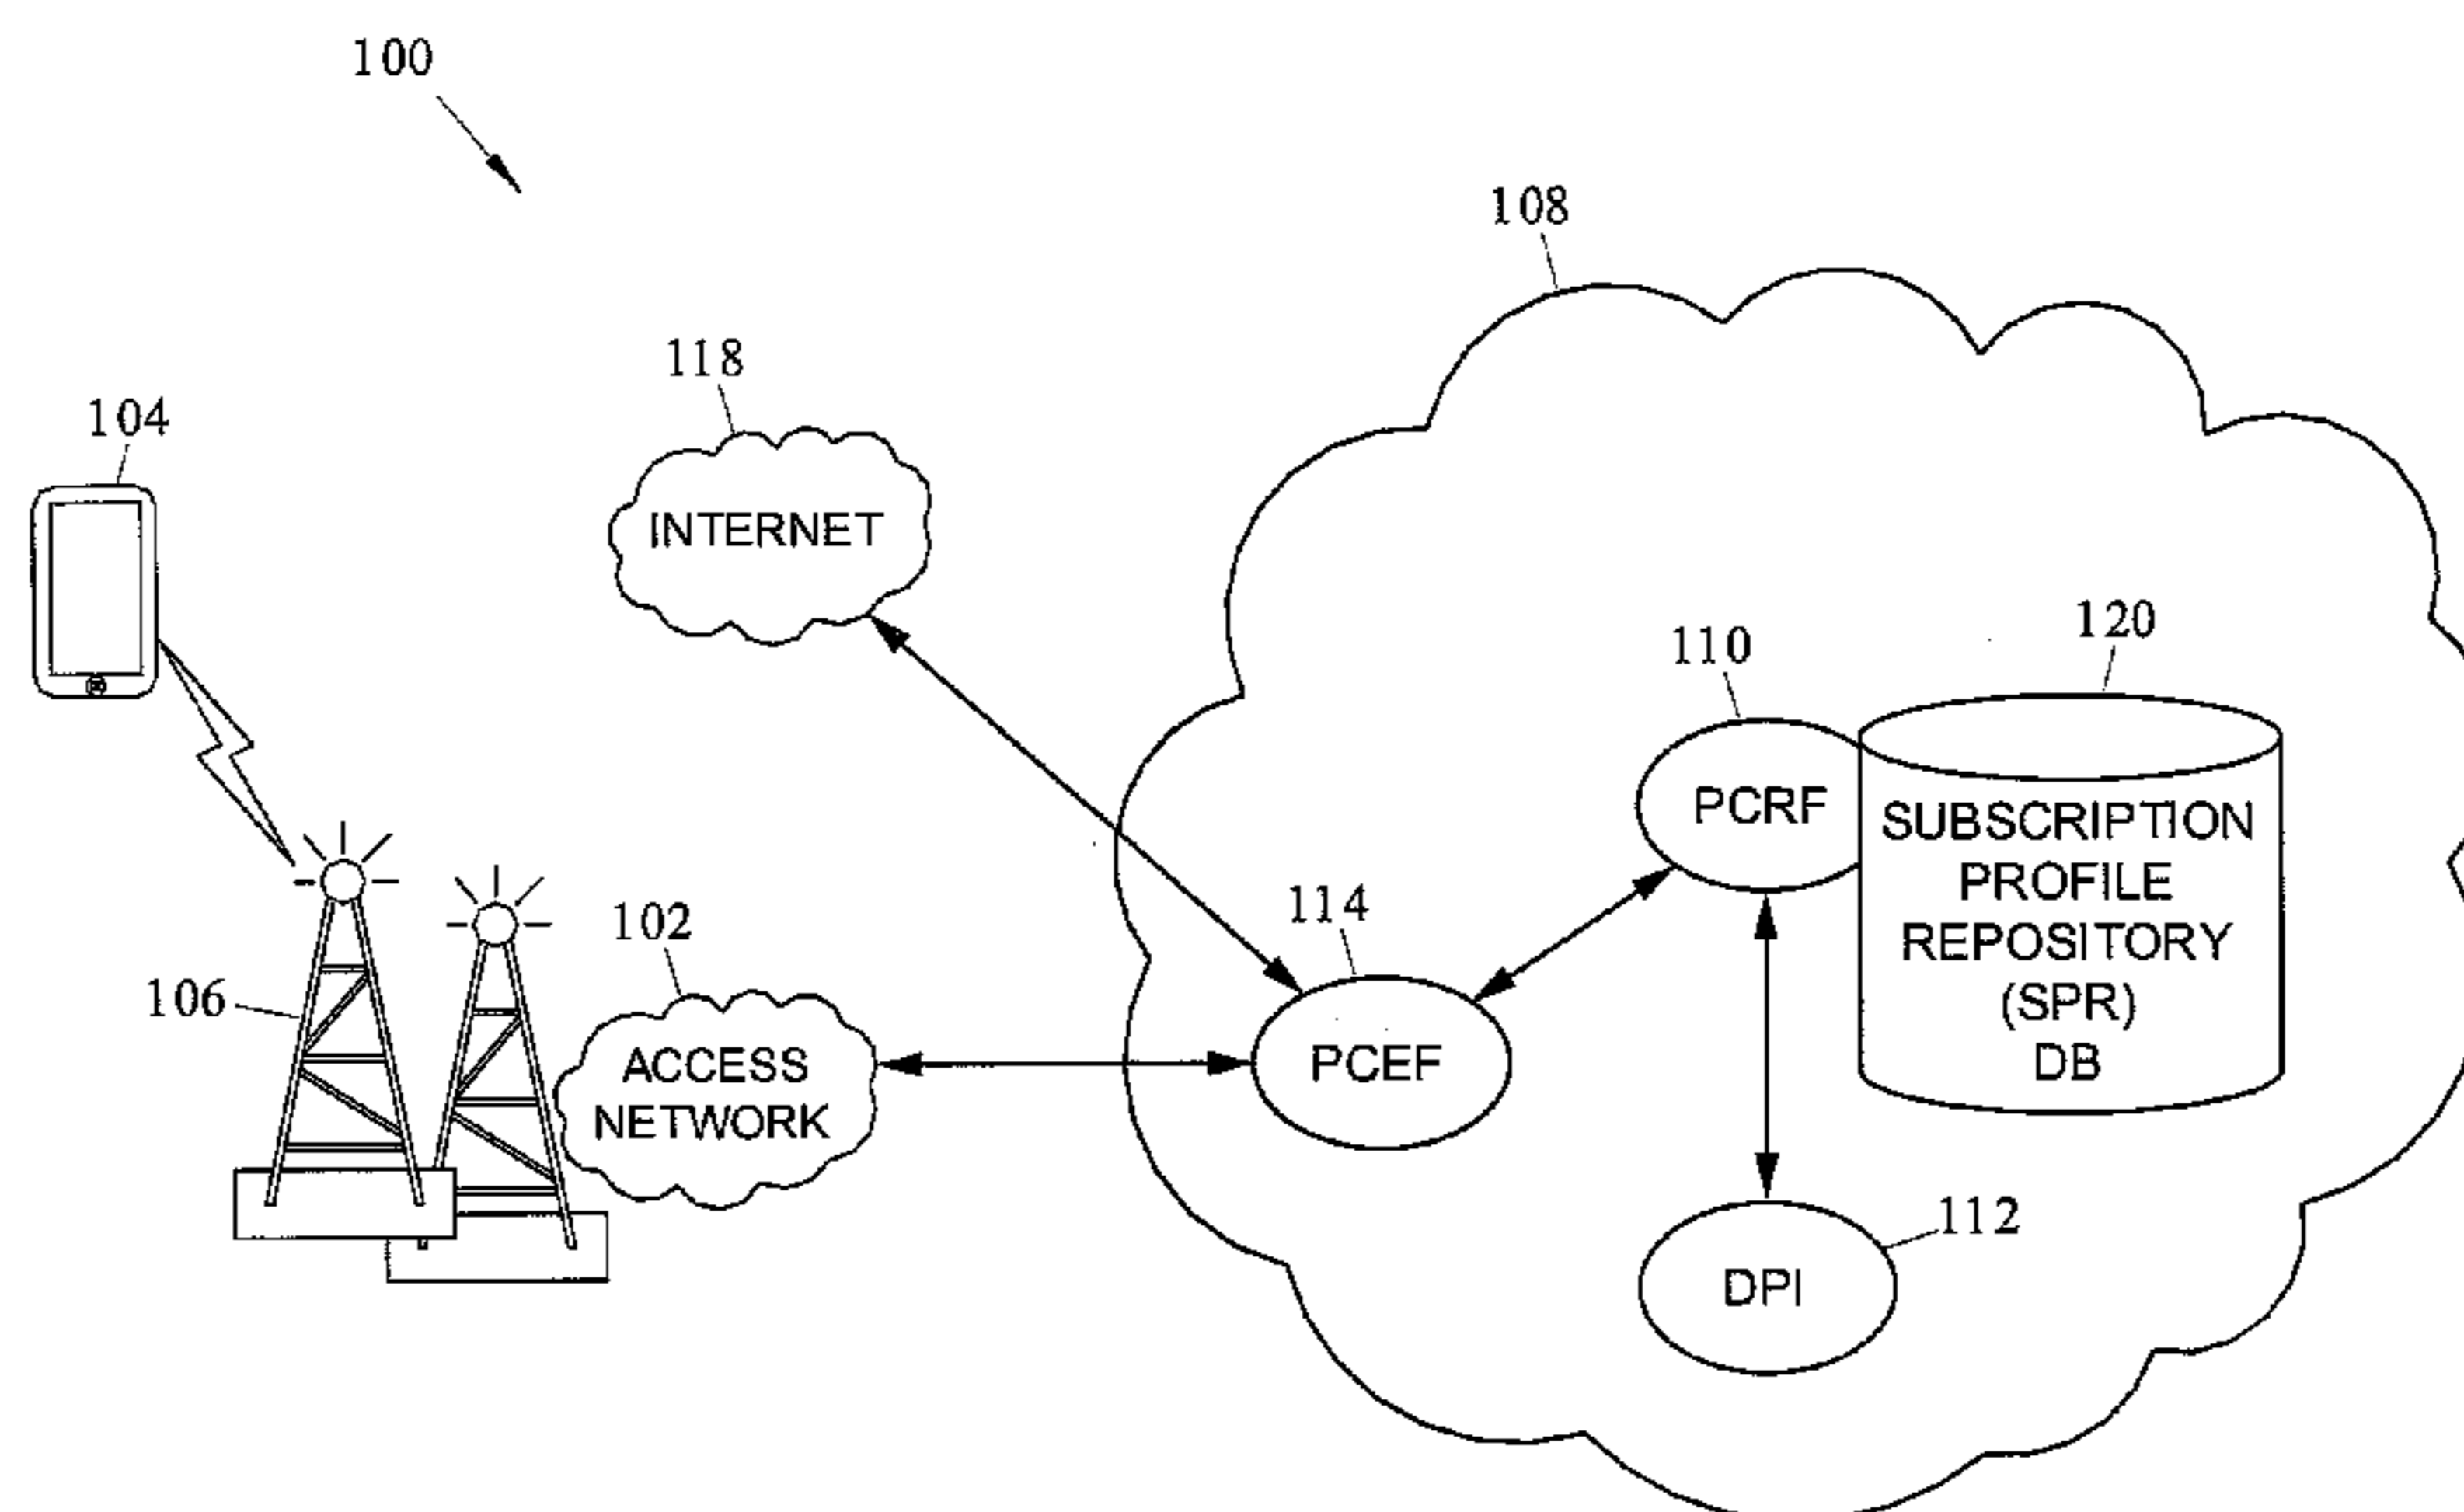 100
108
118
104
INTERNET
120
110
PCRF
SUBSCRIPTION
PROFILE
REPOSITORY
(SPR)
DB
114
102
106
ACCESS
NETWORK
PCEF
112
DPI